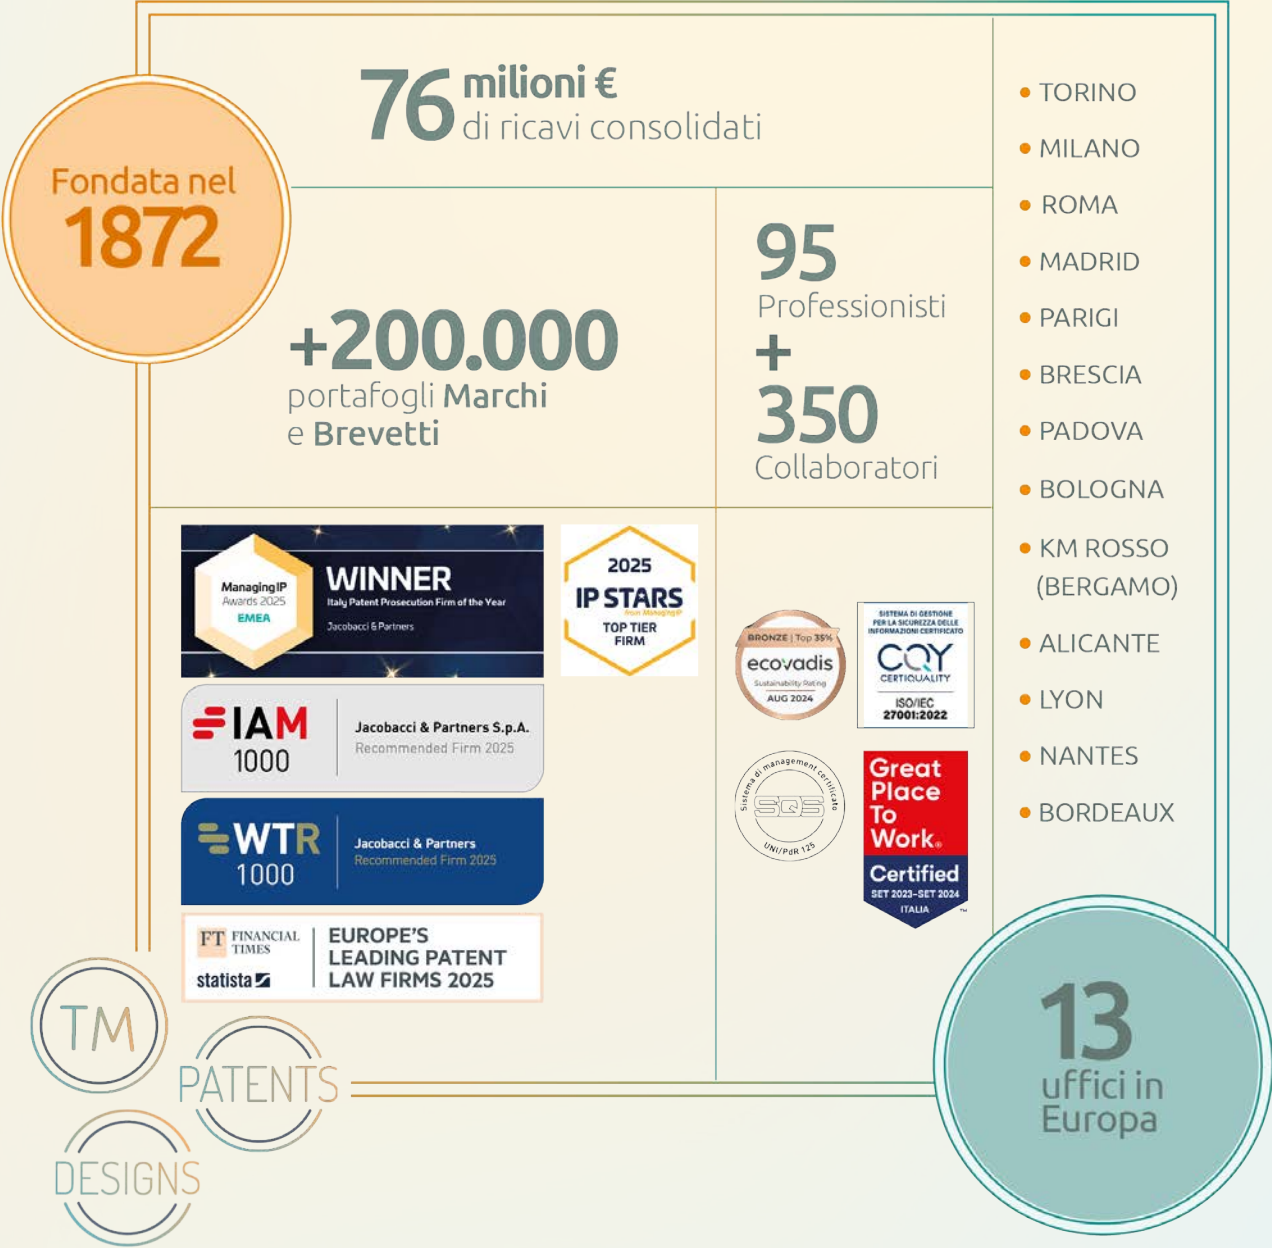 76 milioni €
di ricavi consolidati
Fondata nel
1872
+200.000
portafogli Marchi
e Brevetti
95
Professionisti
+
350
Collaboratori
• TORINO
• MILANO
• ROMA
• MADRID
• PARIGI
• BRESCIA
• PADOVA
• BOLOGNA
• KM ROSSO
(BERGAMO)
• ALICANTE
• LYON
• NANTES
• BORDEAUX
ManagingIP
Awards 2025
EMEA
WINNER
Italy Patent Prosecution Firm of the Year
Jacobacci & Partners
2025
IP STARS
from ManagingIP
TOP TIER
FIRM
IAM
1000
Jacobacci & Partners S.p.A.
Recommended Firm 2025
WTR
1000
Jacobacci & Partners
Recommended Firm 2025
FT FINANCIAL
TIMES
statista
EUROPE'S
LEADING PATENT
LAW FIRMS 2025
BRONZE | Top 35%
ecovadis
Sustainability Rating
AUG 2024
SISTEMA DI GESTIONE
PER LA SICUREZZA DELLE
INFORMAZIONI CERTIFICATO
CQY
CERTIQUALITY
ISO/IEC
27001:2022
Sistema di management certificato
SQS
UNI/PdR 125
Great
Place
To
Work®
Certified
SET 2023-SET 2024
ITALIA
™
TM
PATENTS
DESIGNS
13
uffici in
Europa